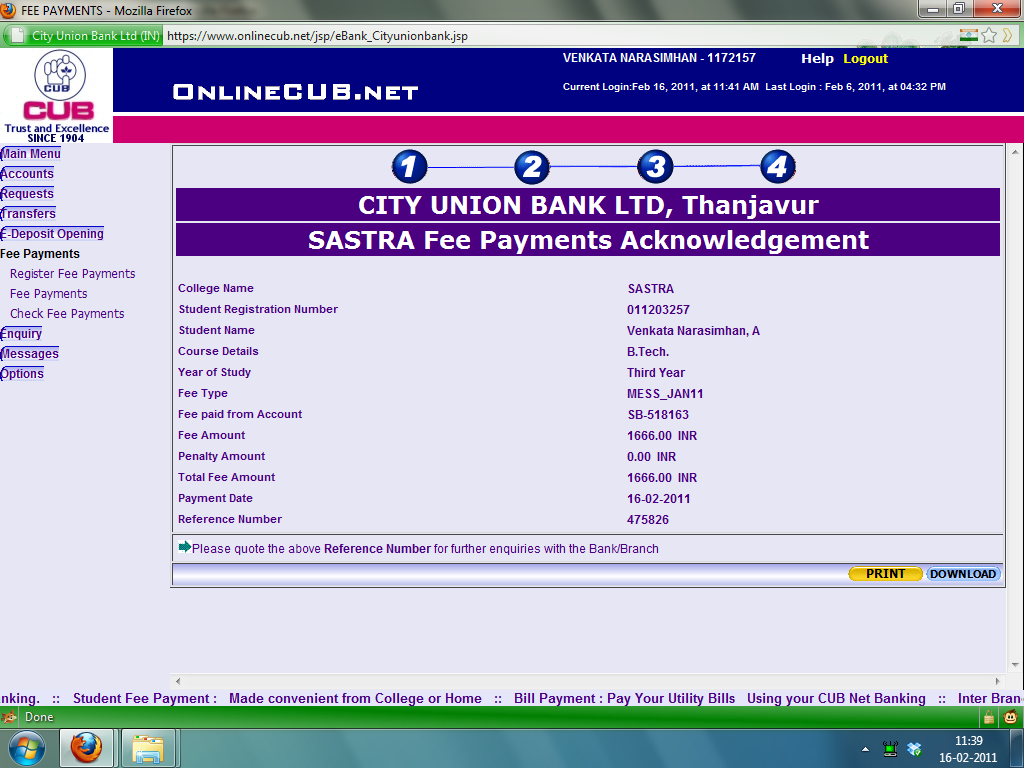 FEE PAYMENTS - Mozilla Firefox
City Union Bank Ltd (IN) https://www.onlinecub.net/jsp/eBank_Cityunionbank.jsp
CUB
CUB
Trust and Excellence
SINCE 1904
ONLINECUB.NET
VENKATA NARASIMHAN - 1172157 Help Logout
Current Login:Feb 16, 2011, at 11:41 AM Last Login : Feb 6, 2011, at 04:32 PM
Main Menu
Accounts
Requests
Transfers
E-Deposit Opening
Fee Payments
Register Fee Payments
Fee Payments
Check Fee Payments
Enquiry
Messages
Options
1 2 3 4
CITY UNION BANK LTD, Thanjavur
SASTRA Fee Payments Acknowledgement
College Name SASTRA
Student Registration Number 011203257
Student Name Venkata Narasimhan, A
Course Details B.Tech.
Year of Study Third Year
Fee Type MESS_JAN11
Fee paid from Account SB-518163
Fee Amount 1666.00 INR
Penalty Amount 0.00 INR
Total Fee Amount 1666.00 INR
Payment Date 16-02-2011
Reference Number 475826
Please quote the above Reference Number for further enquiries with the Bank/Branch
PRINT DOWNLOAD
nking. :: Student Fee Payment : Made convenient from College or Home :: Bill Payment : Pay Your Utility Bills Using your CUB Net Banking :: Inter Bran
Done
11:39
16-02-2011